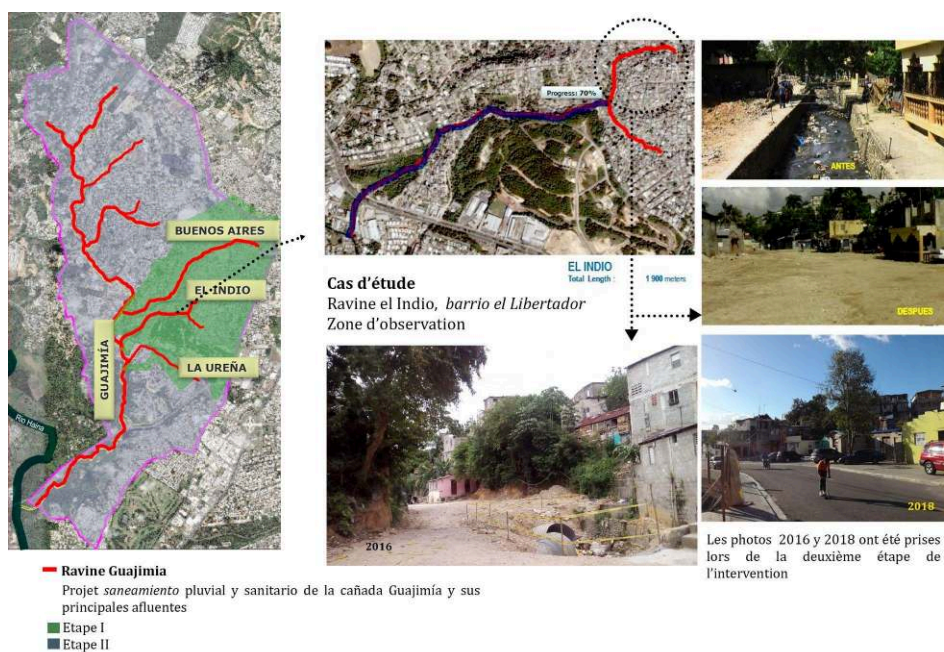 BUENOS AIRES
EL INDIO
GUAJIMÍA
LA UREÑA
Rio Haina
Progress: 70%
EL INDIO
Total Length : 1 900 meters
Cas d'étude
Ravine el Indio, barrio el Libertador
Zone d'observation
ANTES
DESPUES
2016
2018
Les photos 2016 y 2018 ont été prises
lors de la deuxième étape de
l'intervention
Ravine Guajimia
Projet saneamiento pluvial y sanitario de la cañada Guajimía y sus
principales afluentes
Etape I
Etape II